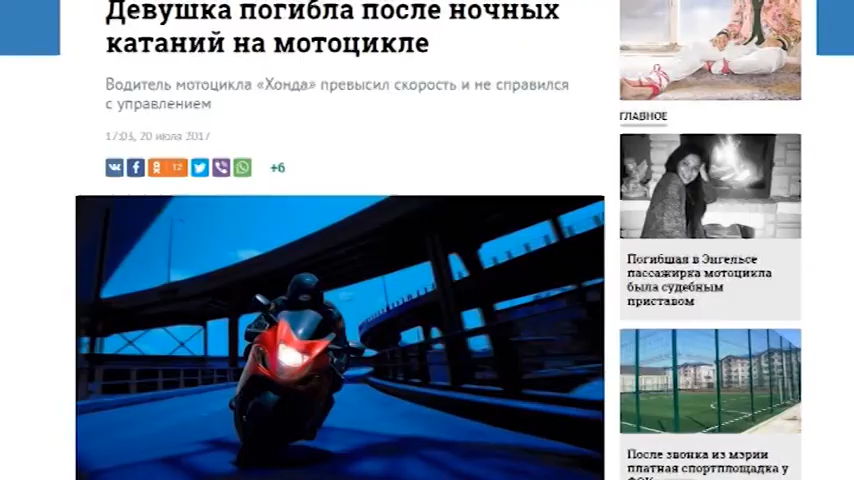 Девушка погибла после ночных
катаний на мотоцикле
Водитель мотоцикла «Хонда» превысил скорость и не справился
с управлением
17:03, 20 июля 2017
12
+6
ГЛАВНОЕ
Погибшая в Энгельсе
пассажирка мотоцикла
была судебным
приставом
После звонка из мэрии
платная спортплощадка у